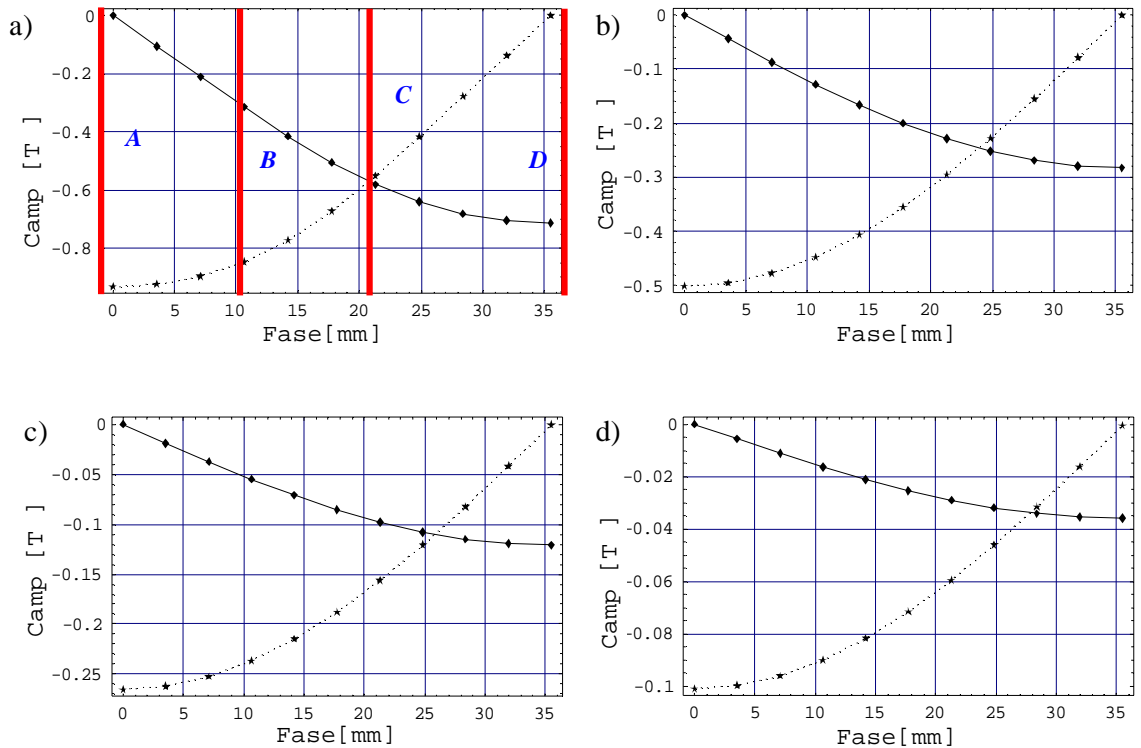 a)
0
-0.2
-0.4
-0.6
-0.8
Camp [T]
A
B
C
D
0 5 10 15 20 25 30 35
Fase[mm]
b)
0
-0.1
-0.2
-0.3
-0.4
-0.5
Camp [T ]
0 5 10 15 20 25 30 35
Fase[mm]
c)
0
-0.05
-0.1
-0.15
-0.2
-0.25
Camp [T ]
0 5 10 15 20 25 30 35
Fase[mm]
d)
0
-0.02
-0.04
-0.06
-0.08
-0.1
Camp [T ]
0 5 10 15 20 25 30 35
Fase[mm]